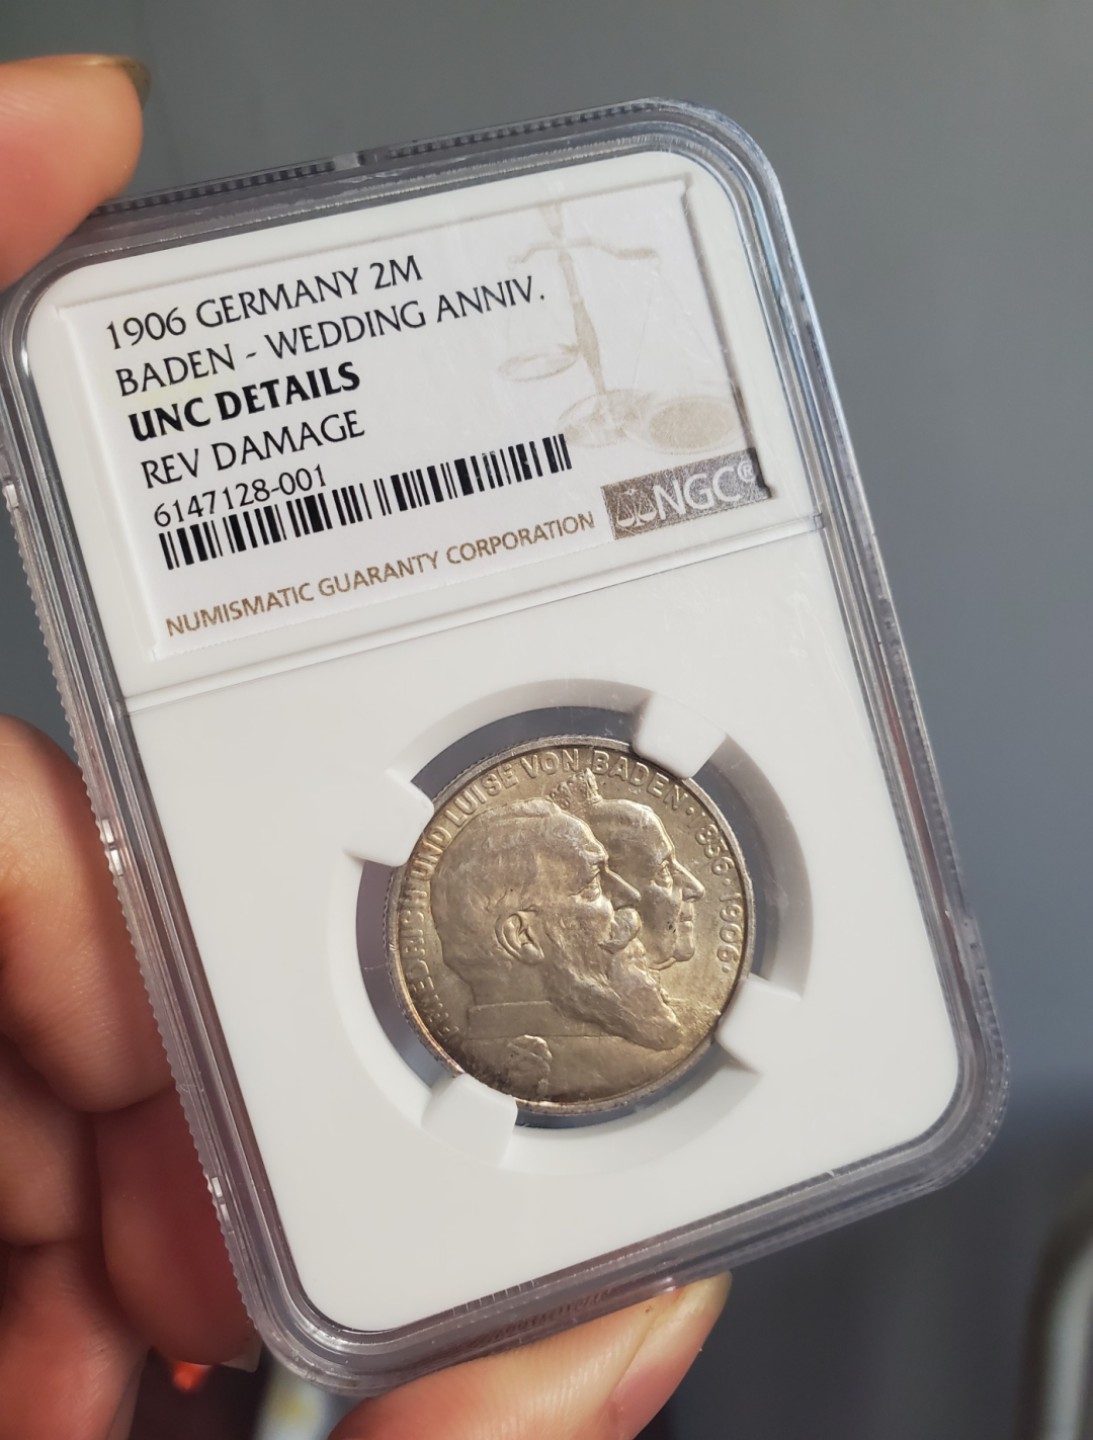 1906 GERMANY 2M
BADEN - WEDDING ANNIV.
UNC DETAILS
REV DAMAGE
6147128-001
NGC®
NUMISMATIC GUARANTY CORPORATION
FRIEDRICH UND LUISE VON BADEN · 1856 · 1906 ·